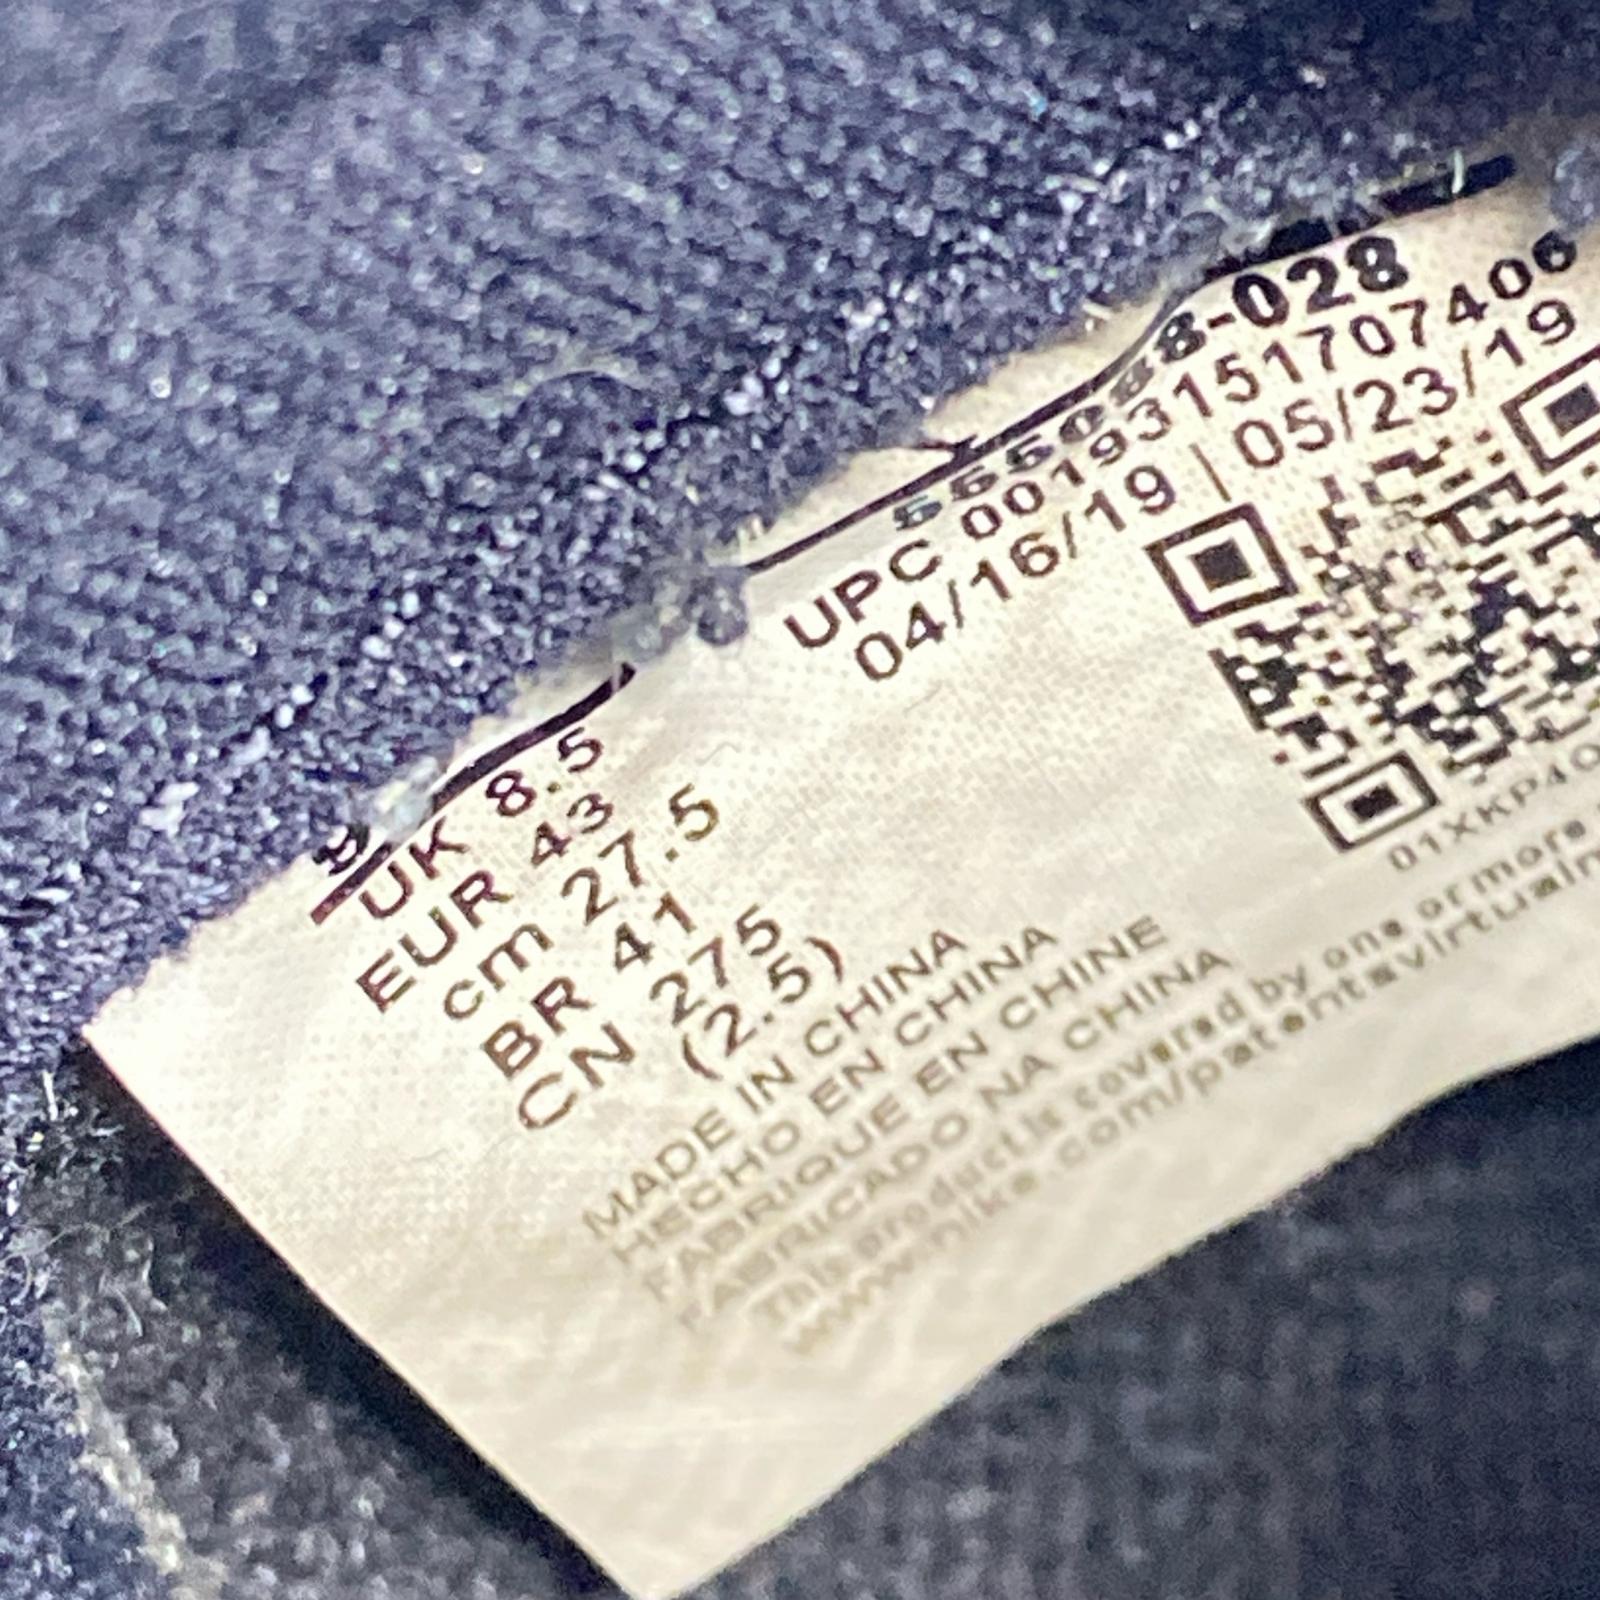 UK 8.5
EUR 43
cm 27.5
BR 41
CN 275
(2.5)
555088-028
UPC 00193151707406
04/16/19 | 05/23/19
01XKP40
MADE IN CHINA
HECHO EN CHINA
FABRIQUE EN CHINE
FABRICADO NA CHINA
This product is covered by one or more
www.nike.com/patentsvirtualm